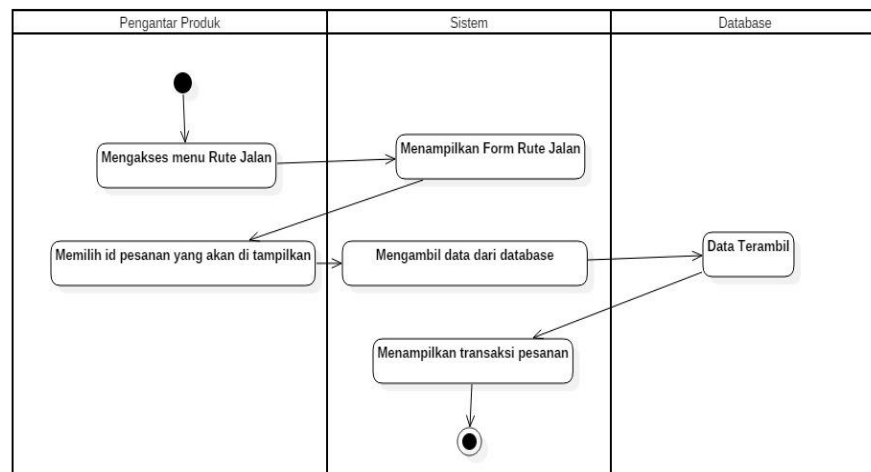 Pengantar Produk
Sistem
Database
Mengakses menu Rute Jalan
Menampilkan Form Rute Jalan
Memilih id pesanan yang akan di tampilkan
Mengambil data dari database
Data Terambil
Menampilkan transaksi pesanan